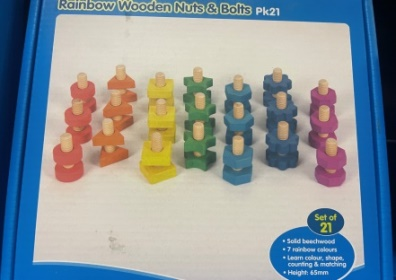 Rainbow Wooden Nuts & Bolts Pk21
Set of
21
• Solid beechwood
• 7 rainbow colours
• Learn colour, shape,
counting & matching
• Height: 65mm